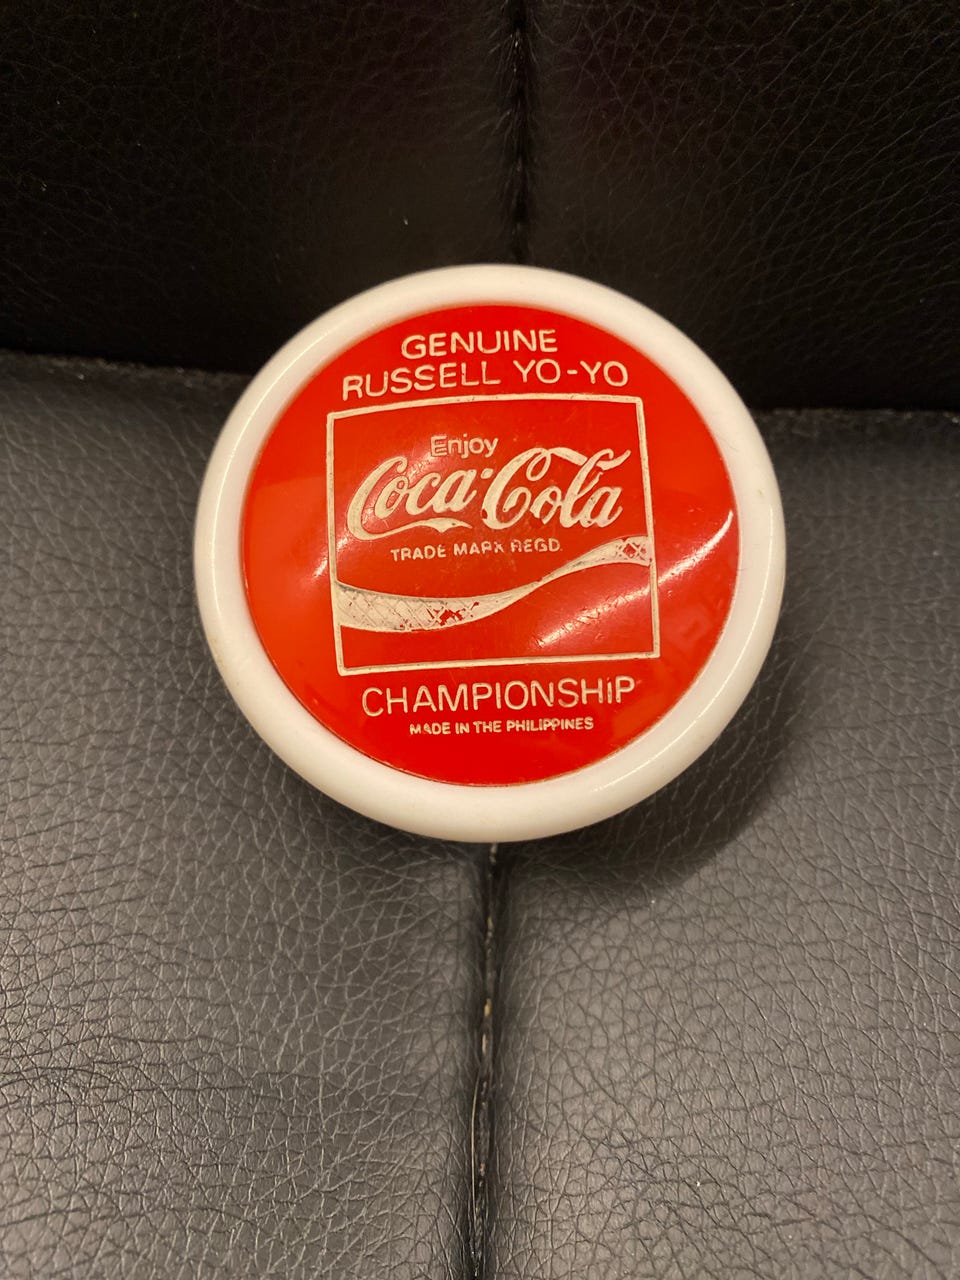 GENUINE
RUSSELL YO-YO
Enjoy
Coca-Cola
TRADE MARK REGD.
CHAMPIONSHIP
MADE IN THE PHILIPPINES